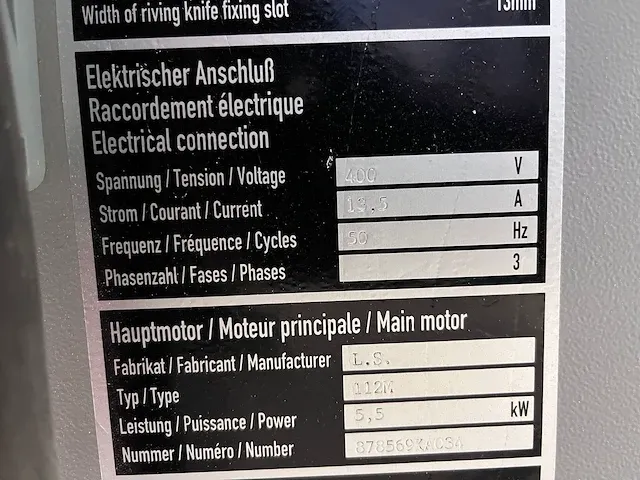 Width of riving knife fixing slot 13mm
Elektrischer Anschluß
Raccordement électrique
Electrical connection
Spannung / Tension / Voltage 400 V
Strom / Courant / Current 13.5 A
Frequenz / Fréquence / Cycles 50 Hz
Phasenzahl / Fases / Phases 3
Hauptmotor / Moteur principale / Main motor
Fabrikat / Fabricant / Manufacturer L.S.
Typ / Type 112M
Leistung / Puissance / Power 5,5 kW
Nummer / Numéro / Number